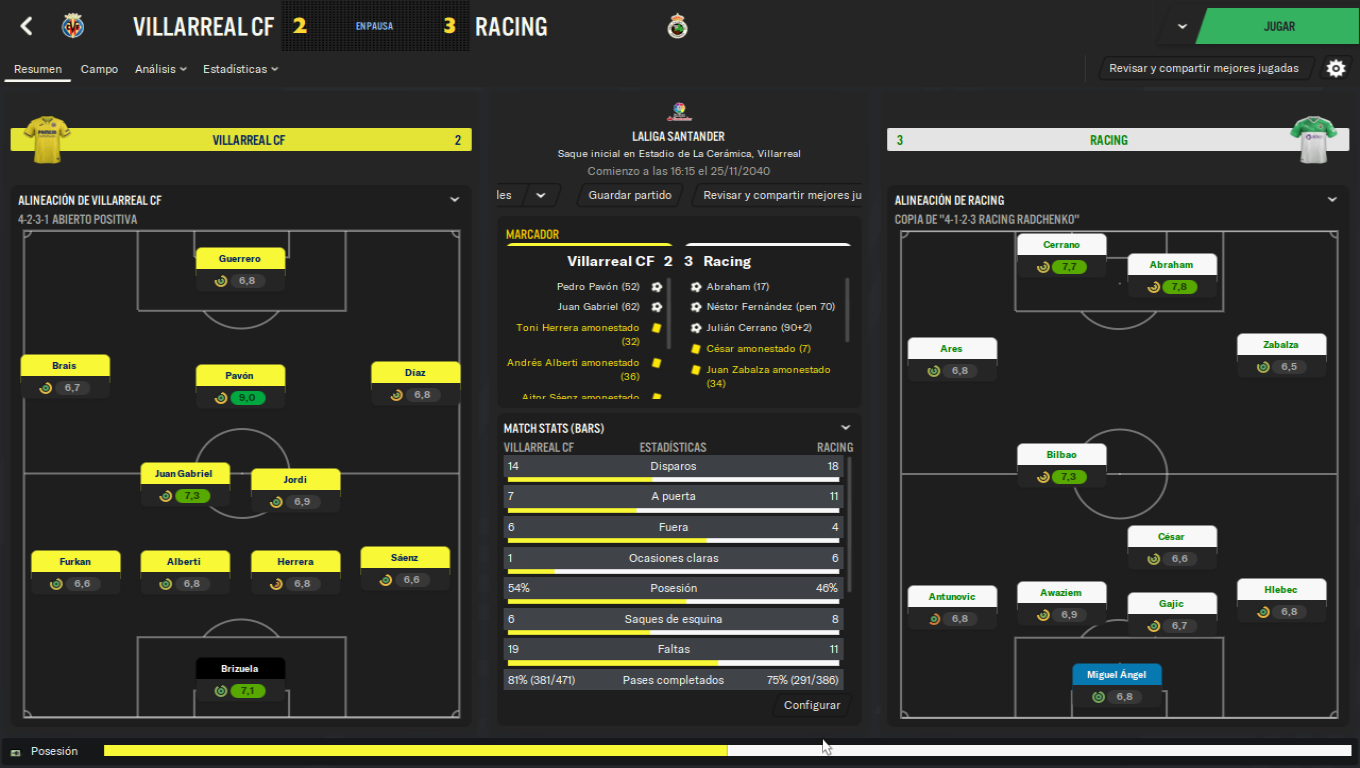 VILLARREAL CF 2 EN PAUSA 3 RACING
JUGAR
Resumen Campo Análisis Estadísticas
Revisar y compartir mejores jugadas
VILLARREAL CF 2
ALINEACIÓN DE VILLARREAL CF
4-2-3-1 ABIERTO POSITIVA
Guerrero
6,8
Brais
6,7
Pavón
9,0
Díaz
6,8
Juan Gabriel
7,3
Jordi
6,9
Furkan
6,6
Alberti
6,8
Herrera
6,8
Sáenz
6,6
Brizuela
7,1
LALIGA SANTANDER
Saque inicial en Estadio de La Cerámica, Villarreal
Comienzo a las 16:15 el 25/11/2040
les
Guardar partido
Revisar y compartir mejores ju
MARCADOR
Villarreal CF 2 3 Racing
Pedro Pavón (52)
Juan Gabriel (62)
Toni Herrera amonestado
(32)
Andrés Alberti amonestado
(36)
Aitor Sáenz amonestado
Abraham (17)
Néstor Fernández (pen 70)
Julián Cerrano (90+2)
César amonestado (7)
Juan Zabalza amonestado
(34)
MATCH STATS (BARS)
VILLARREAL CF ESTADÍSTICAS RACING
14 Disparos 18
7 A puerta 11
6 Fuera 4
1 Ocasiones claras 6
54% Posesión 46%
6 Saques de esquina 8
19 Faltas 11
81% (381/471) Pases completados 75% (291/386)
Configurar
3 RACING
ALINEACIÓN DE RACING
COPIA DE "4-1-2-3 RACING RADCHENKO"
Cerrano
7,7
Abraham
7,8
Ares
6,8
Zabalza
6,5
Bilbao
7,3
César
6,6
Antunovic
6,8
Awaziem
6,9
Gajic
6,7
Hlebec
6,8
Miguel Ángel
6,8
Posesión